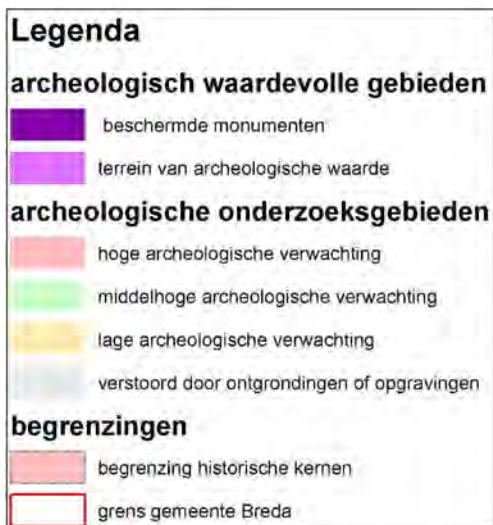 Legenda
archeologisch waardevolle gebieden
beschermde monumenten
terrein van archeologische waarde
archeologische onderzoeksgebieden
hoge archeologische verwachting
middelhoge archeologische verwachting
lage archeologische verwachting
verstoord door ontgrondingen of opgravingen
begrenzingen
begrenzing historische kernen
grens gemeente Breda